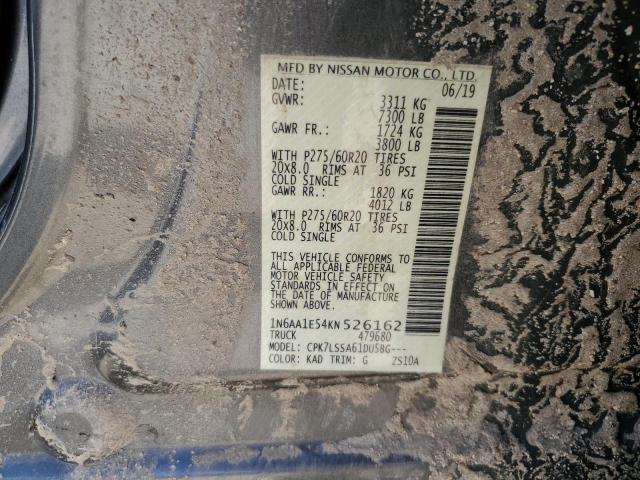 MFD BY NISSAN MOTOR CO., LTD.
DATE: 06/19
GVWR: 3311 KG
7300 LB
GAWR FR.: 1724 KG
3800 LB
WITH P275/60R20 TIRES
20X8.0 RIMS AT 36 PSI
COLD SINGLE
GAWR RR.: 1820 KG
4012 LB
WITH P275/60R20 TIRES
20X8.0 RIMS AT 36 PSI
COLD SINGLE
THIS VEHICLE CONFORMS TO
ALL APPLICABLE FEDERAL
MOTOR VEHICLE SAFETY
STANDARDS IN EFFECT ON
THE DATE OF MANUFACTURE
SHOWN ABOVE.
1N6AA1E54KN526162
TRUCK 479680
MODEL: CPK7LSSA61DU58G---
COLOR: KAD TRIM: G ZS10A